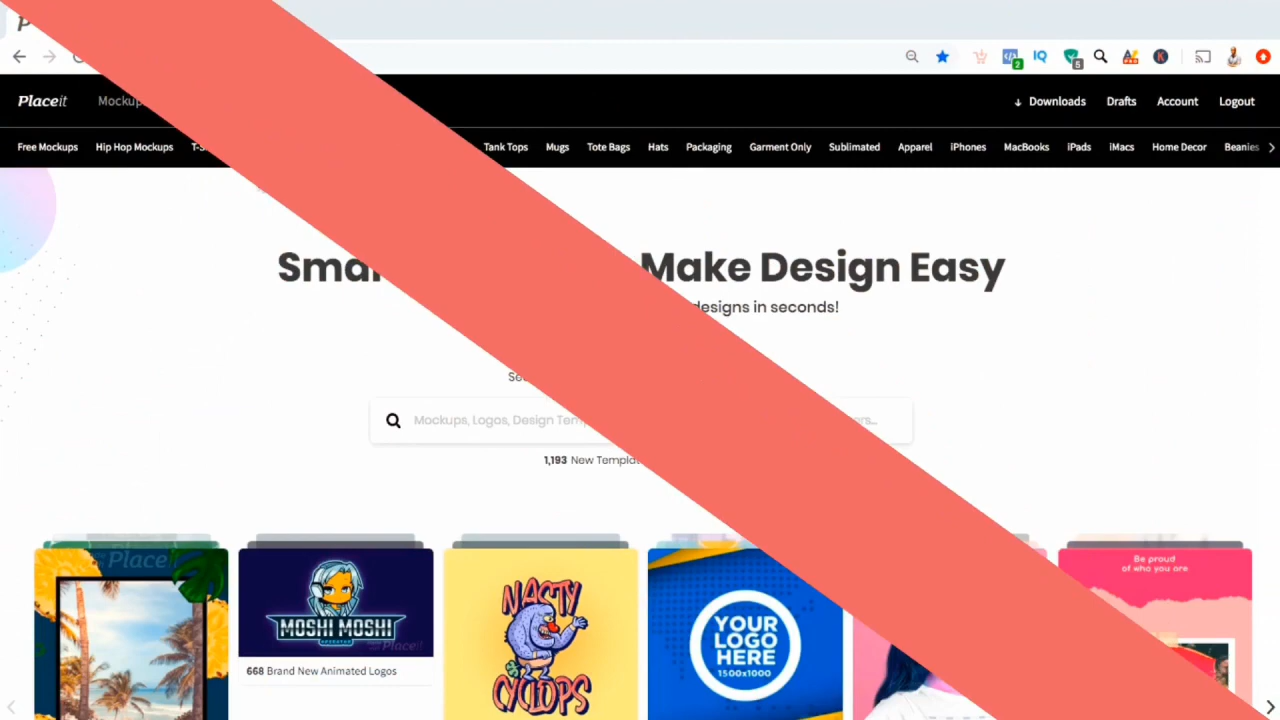 Placeit Mockup
Downloads Drafts Account Logout
Free Mockups Hip Hop Mockups Tank Tops Mugs Tote Bags Hats Packaging Garment Only Sublimated Apparel iPhones MacBooks iPads iMacs Home Decor Beanies
Make Design Easy
designs in seconds!
Mockups, Logos, Design
1,193 New
Placeit
MOSHI MOSHI
Placeit
668 Brand New Animated Logos
NASTY
CYCLOPS
YOUR
LOGO
HERE
1500x1000
Be proud
of who you are